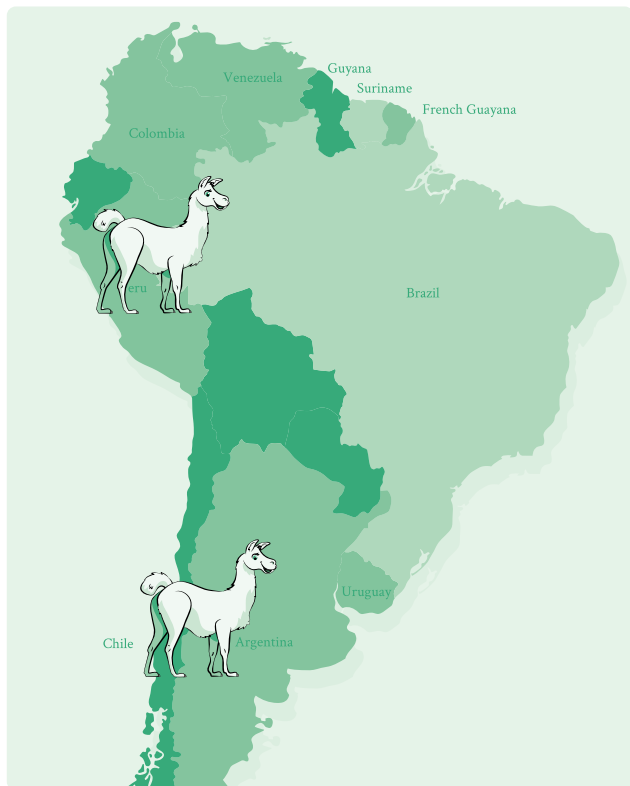 Guyana
Venezuela
Suriname
French Guayana
Colombia
eru
Brazil
Uruguay
Chile
Argentina